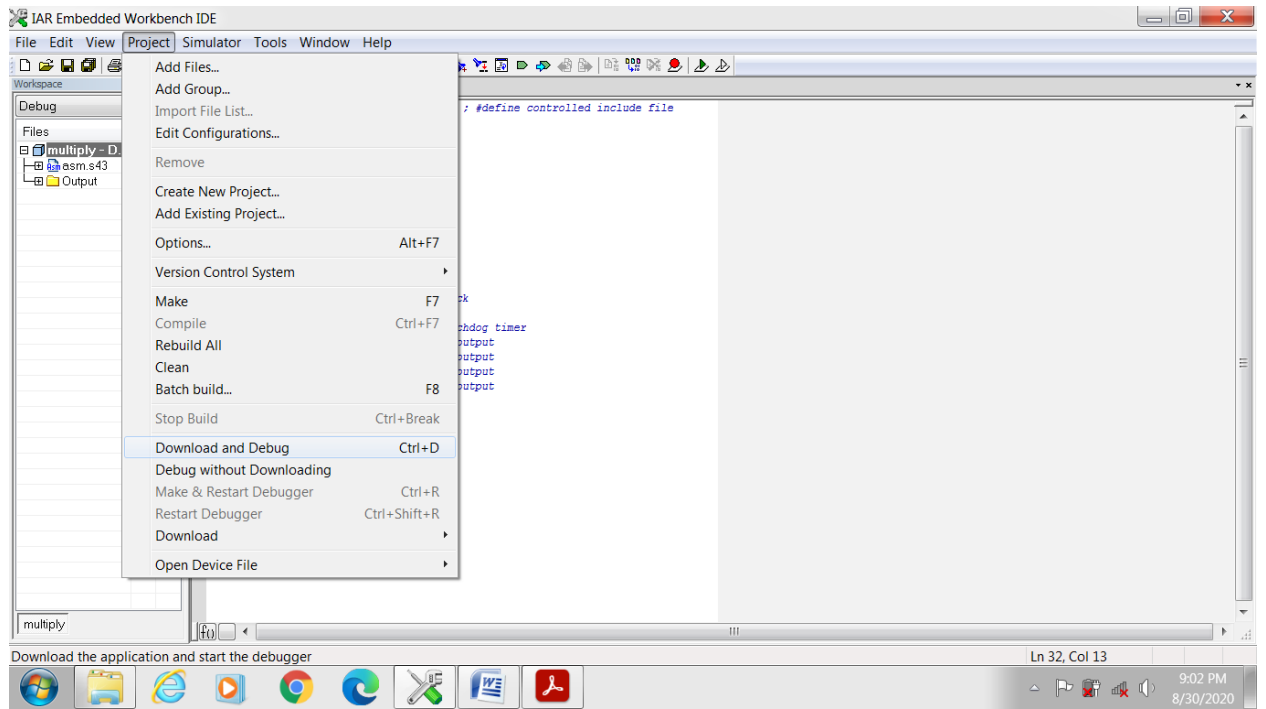 IAR Embedded Workbench IDE
File Edit View Project Simulator Tools Window Help
Workspace
Debug
Files
multiply - D.
asm.s43
Output
multiply
Add Files...
Add Group...
Import File List...
Edit Configurations...
Remove
Create New Project...
Add Existing Project...
Options... Alt+F7
Version Control System
Make F7
Compile Ctrl+F7
Rebuild All
Clean
Batch build... F8
Stop Build Ctrl+Break
Download and Debug Ctrl+D
Debug without Downloading
Make & Restart Debugger Ctrl+R
Restart Debugger Ctrl+Shift+R
Download
Open Device File
; #define controlled include file
ck
chdog timer
output
output
output
output
f()
Download the application and start the debugger
Ln 32, Col 13
9:02 PM
8/30/2020